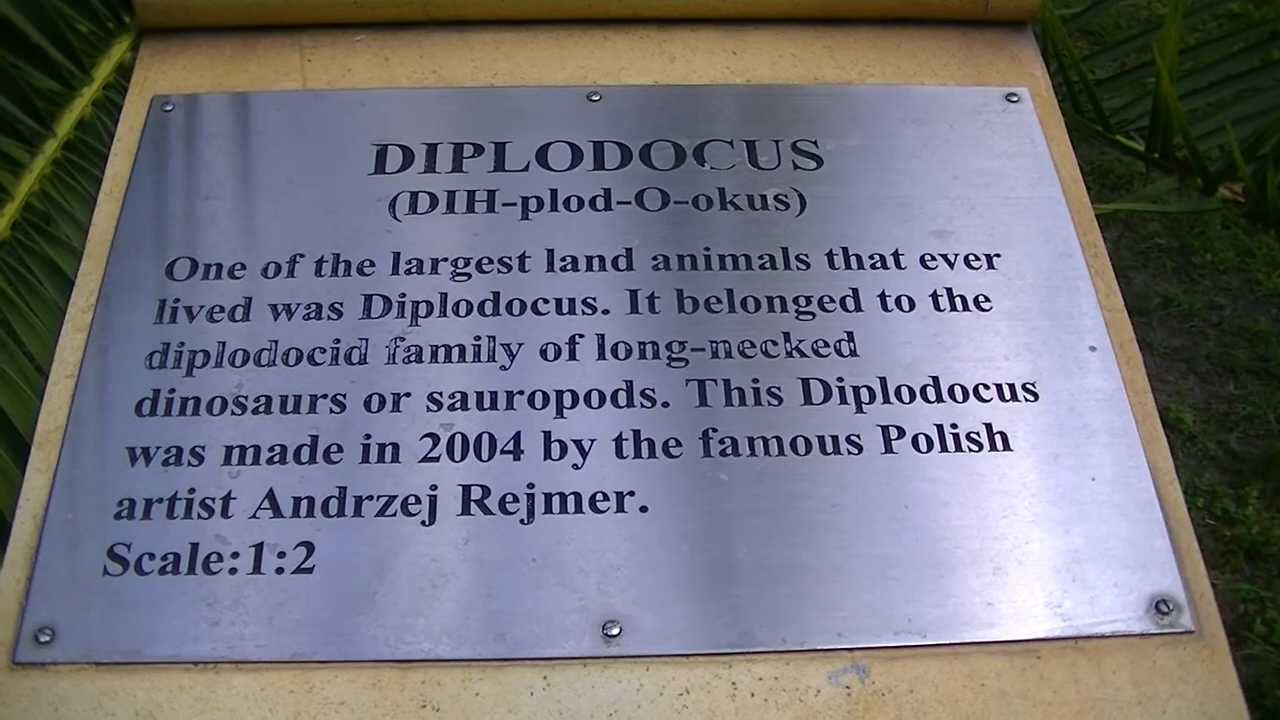 DIPLODOCUS
(DIH-plod-O-okus)
One of the largest land animals that ever
lived was Diplodocus. It belonged to the
diplodocid family of long-necked
dinosaurs or sauropods. This Diplodocus
was made in 2004 by the famous Polish
artist Andrzej Rejmer.
Scale:1:2